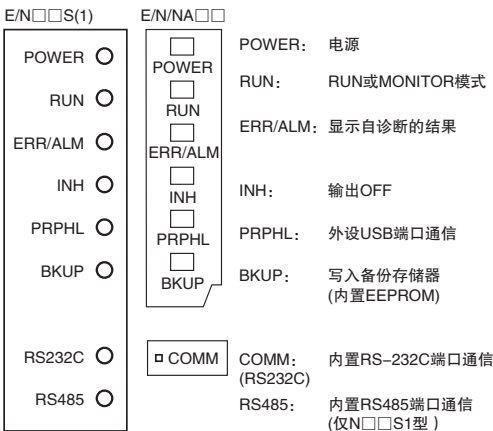 E/N□□S(1)
POWER
RUN
ERR/ALM
INH
PRPHL
BKUP
RS232C
RS485
E/N/NA□□
POWER
RUN
ERR/ALM
INH
PRPHL
BKUP
COMM
POWER： 电源
RUN： RUN或MONITOR模式
ERR/ALM： 显示自诊断的结果
INH： 输出OFF
PRPHL： 外设USB端口通信
BKUP： 写入备份存储器
(内置EEPROM)
COMM： 内置RS-232C端口通信
(RS232C)
RS485： 内置RS485端口通信
(仅N□□S1型）